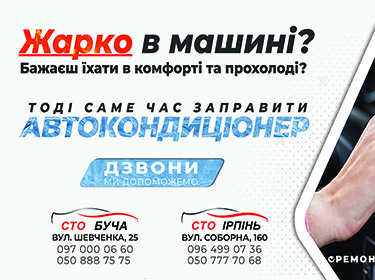 Жарко в машині?
Бажаєш їхати в комфорті та прохолоді?
ТОДІ САМЕ ЧАС ЗАПРАВИТИ
АВТОКОНДИЦІОНЕР
ДЗВОНИ
МИ ДОПОМОЖЕМО
СТО БУЧА
ВУЛ. ШЕВЧЕНКА, 25
097 000 06 60
050 888 75 75
СТО ІРПІНЬ
ВУЛ. СОБОРНА, 160
096 499 07 36
050 777 70 68